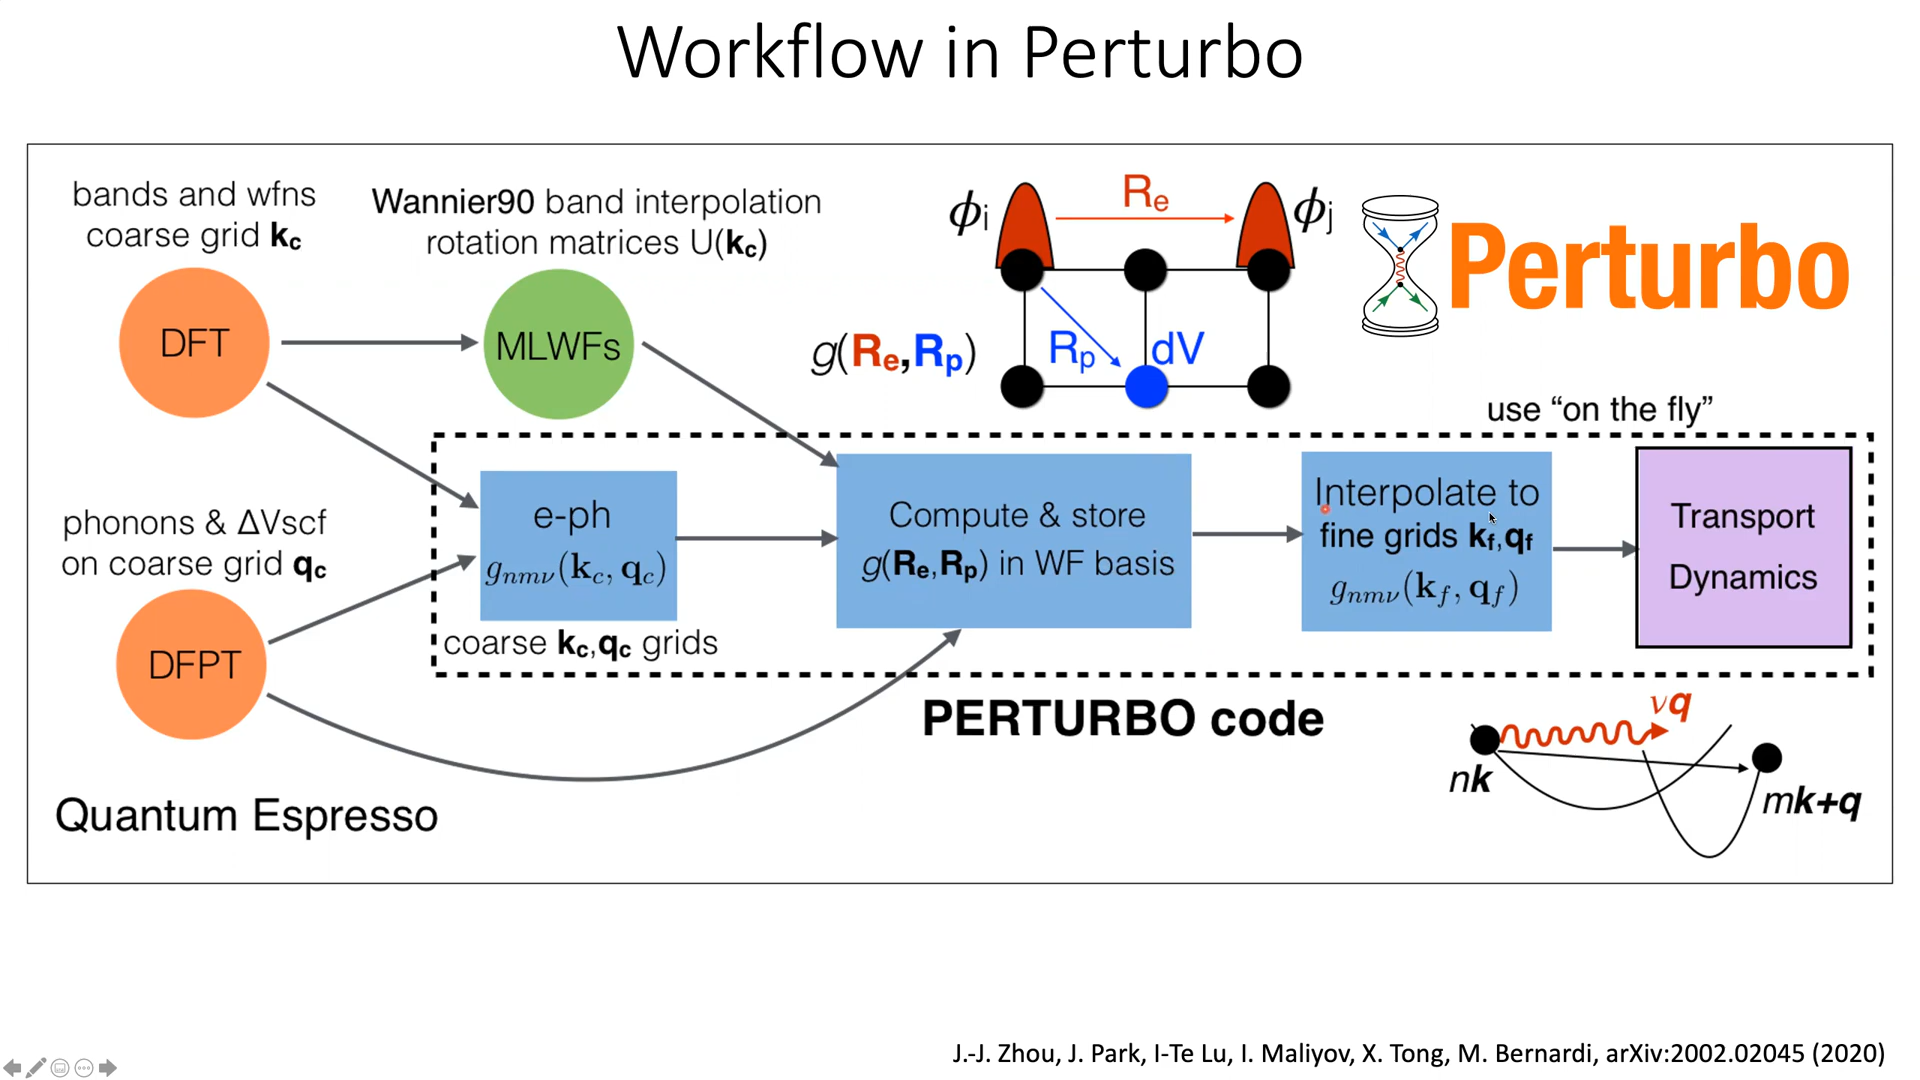 Workflow in Perturbo
bands and wfns
coarse grid kc
Wannier90 band interpolation
rotation matrices U(kc)
ϕi
Re
ϕj
Perturbo
DFT
MLWFs
g(Re,Rp)
Rp
dV
use “on the fly”
phonons & ΔVscf
on coarse grid qc
e-ph
gnmν(kc, qc)
coarse kc,qc grids
Compute & store
g(Re,Rp) in WF basis
Interpolate to
fine grids kf,qf
gnmν(kf, qf)
Transport
Dynamics
DFPT
PERTURBO code
νq
nk
mk+q
Quantum Espresso
J.-J. Zhou, J. Park, I-Te Lu, I. Maliyov, X. Tong, M. Bernardi, arXiv:2002.02045 (2020)